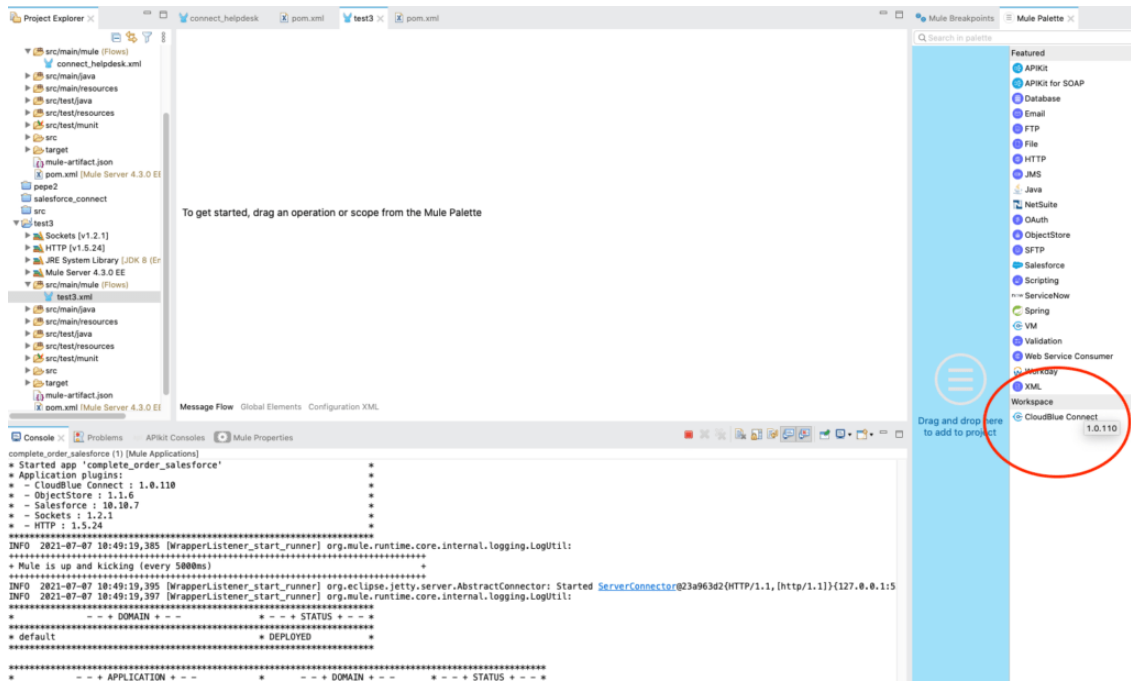 Project Explorer
connect_helpdesk
pom.xml
test3
pom.xml
Mule Breakpoints
Mule Palette
src/main/mule (Flows)
connect_helpdesk.xml
src/main/java
src/main/resources
src/test/java
src/test/resources
src/test/munit
src
target
mule-artifact.json
pom.xml [Mule Server 4.3.0 EE
pepe2
salesforce_connect
src
test3
Sockets [v1.2.1]
HTTP [v1.5.24]
JRE System Library [JDK 8 (Er
Mule Server 4.3.0 EE
src/main/mule (Flows)
test3.xml
src/main/java
src/main/resources
src/test/java
src/test/resources
src/test/munit
src
target
mule-artifact.json
pom.xml [Mule Server 4.3.0 EE
To get started, drag an operation or scope from the Mule Palette
Message Flow Global Elements Configuration XML
Search in palette
Featured
APIKit
APIKit for SOAP
Database
Email
FTP
File
HTTP
JMS
Java
NetSuite
OAuth
ObjectStore
SFTP
Salesforce
Scripting
ServiceNow
Spring
VM
Validation
Web Service Consumer
Workday
XML
Workspace
CloudBlue Connect
1.0.110
Drag and drop here
to add to project
Console
Problems
APIkit Consoles
Mule Properties
complete_order_salesforce (1) [Mule Applications]
* Started app 'complete_order_salesforce' *
* Application plugins: *
* - CloudBlue Connect : 1.0.110 *
* - ObjectStore : 1.1.6 *
* - Salesforce : 10.10.7 *
* - Sockets : 1.2.1 *
* - HTTP : 1.5.24 *
INFO 2021-07-07 10:49:19,385 [WrapperListener_start_runner] org.mule.runtime.core.internal.logging.LogUtil:
+ Mule is up and kicking (every 5000ms) +
INFO 2021-07-07 10:49:19,395 [WrapperListener_start_runner] org.eclipse.jetty.server.AbstractConnector: Started ServerConnector@23a963d2{HTTP/1.1,[http/1.1]}{127.0.0.1:5
INFO 2021-07-07 10:49:19,397 [WrapperListener_start_runner] org.mule.runtime.core.internal.logging.LogUtil:
* - - + DOMAIN + - - * - - + STATUS + - - *
* default * DEPLOYED *
* - - + APPLICATION + - - * - - + DOMAIN + - - * - - + STATUS + - - *